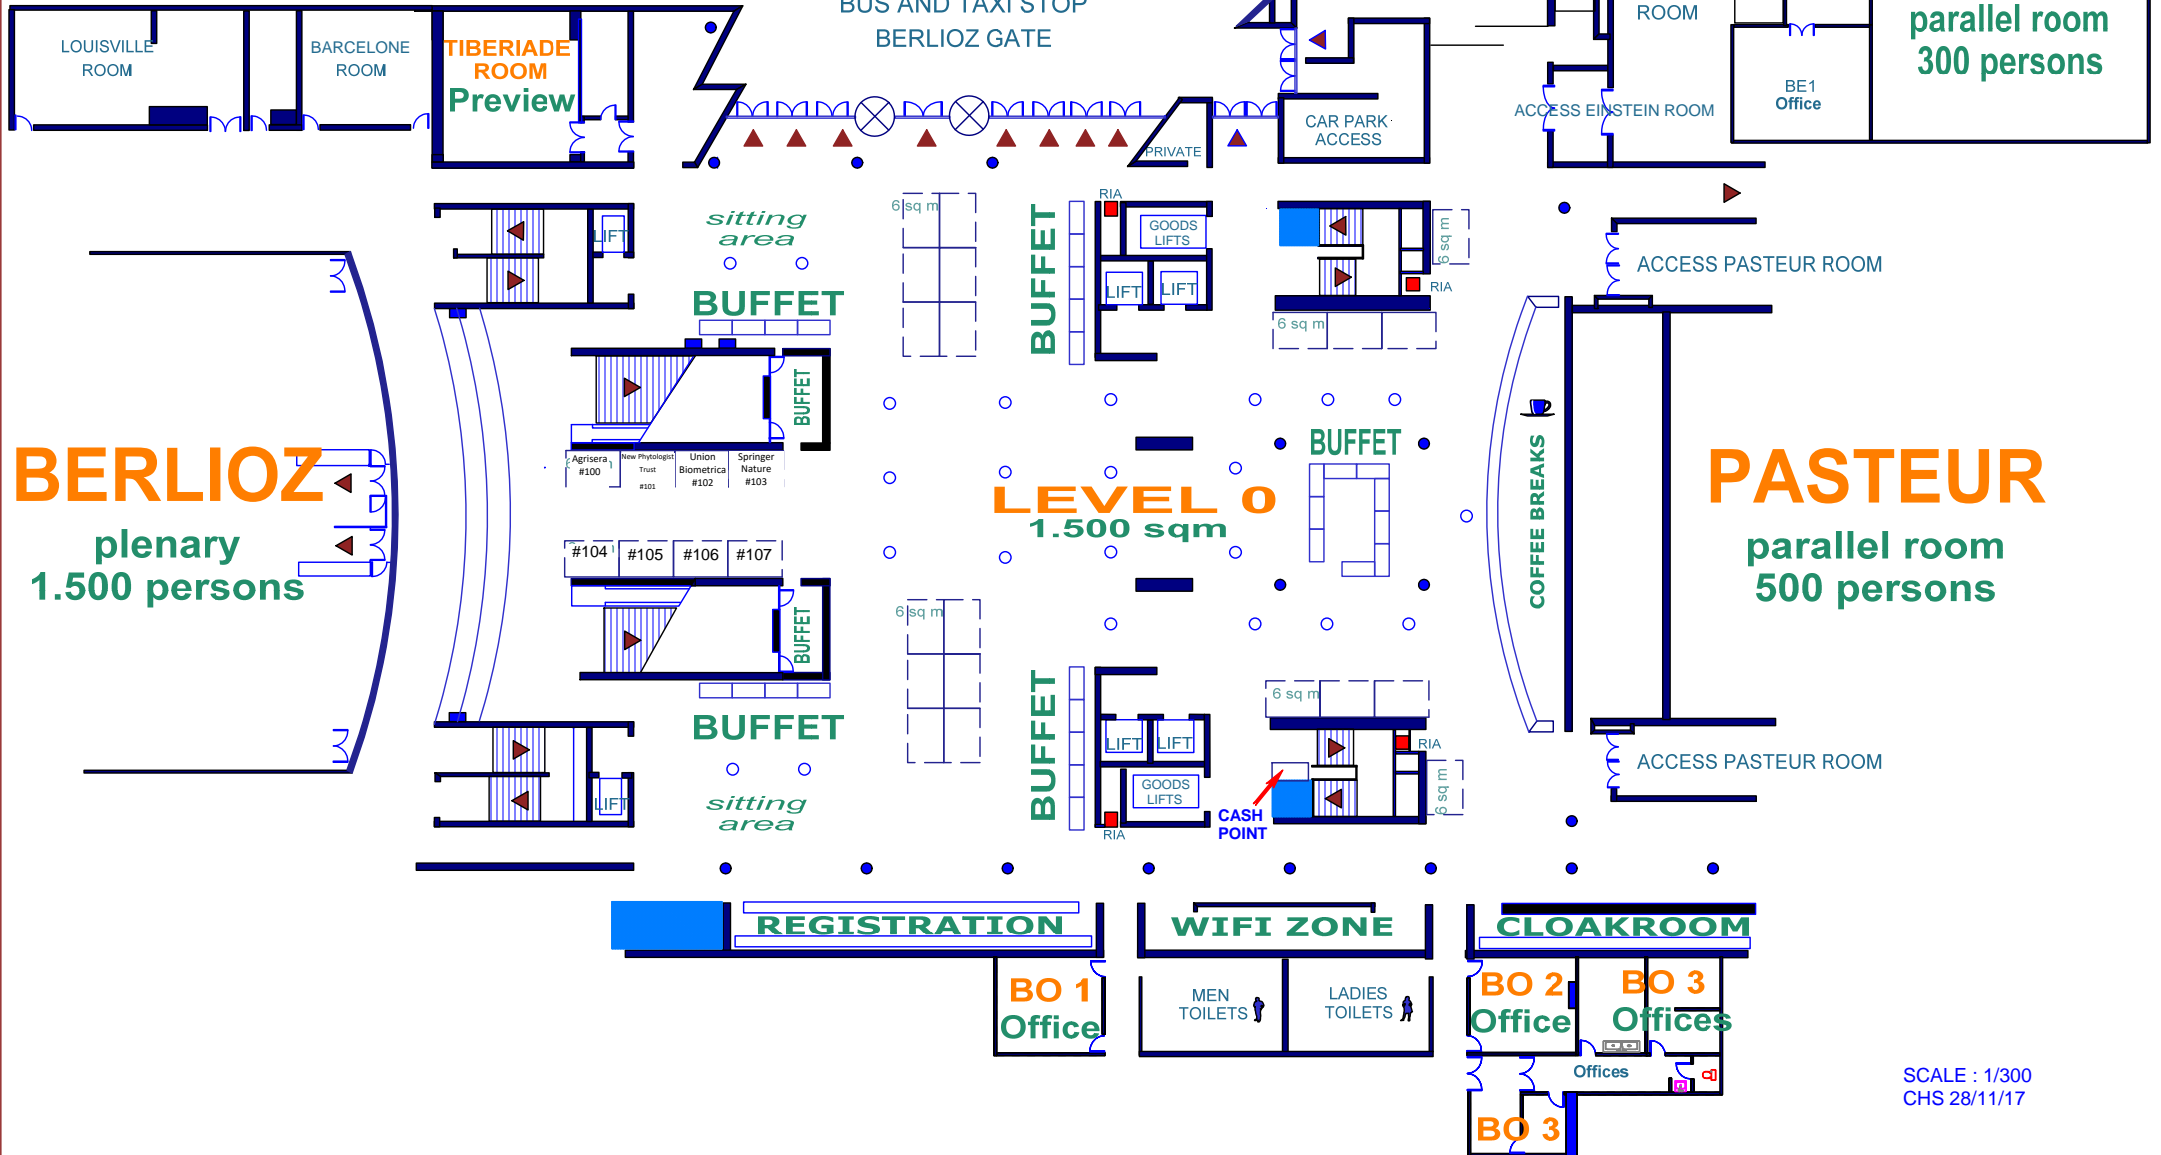 BUS AND TAXI STOP
BERLIOZ GATE
LOUISVILLE
ROOM
BARCELONE
ROOM
TIBERIADE
ROOM
Preview
PRIVATE
CAR PARK
ACCESS
ROOM
ACCESS EINSTEIN ROOM
BE1
Office
parallel room
300 persons
LIFT
sitting
area
BUFFET
6 sq m
BUFFET
RIA
GOODS
LIFTS
LIFT
LIFT
6 sq m
RIA
6 sq m
ACCESS PASTEUR ROOM
BUFFET
Agrisera
#100
New Phytologist
Trust
#101
Union
Biometrica
#102
Springer
Nature
#103
BERLIOZ
plenary
1.500 persons
LEVEL 0
1.500 sqm
BUFFET
COFFEE BREAKS
PASTEUR
parallel room
500 persons
#104
#105
#106
#107
BUFFET
6 sq m
BUFFET
BUFFET
sitting
area
LIFT
LIFT
LIFT
GOODS
LIFTS
RIA
6 sq m
RIA
6 sq m
CASH
POINT
ACCESS PASTEUR ROOM
REGISTRATION
WIFI ZONE
CLOAKROOM
BO 1
Office
MEN
TOILETS
LADIES
TOILETS
BO 2
Office
BO 3
Offices
Offices
BO 3
SCALE : 1/300
CHS 28/11/17